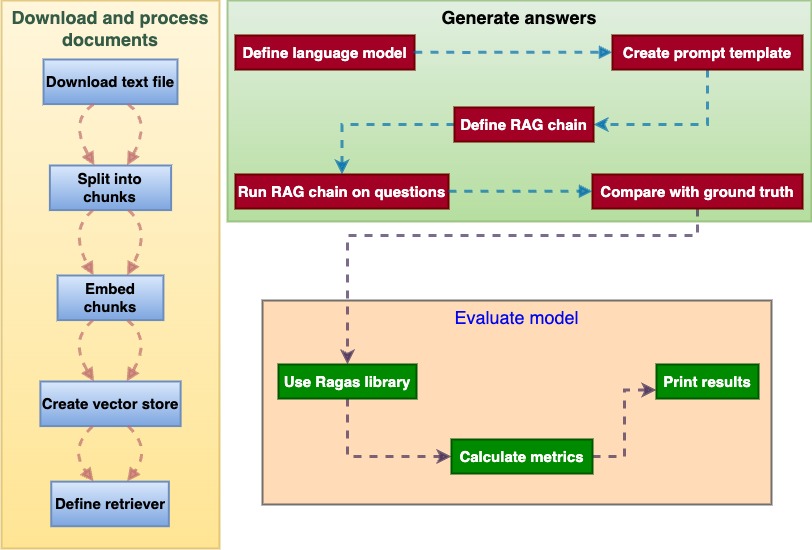 Download and process
documents
Download text file
Split into
chunks
Embed
chunks
Create vector store
Define retriever
Generate answers
Define language model
Create prompt template
Define RAG chain
Run RAG chain on questions
Compare with ground truth
Evaluate model
Use Ragas library
Print results
Calculate metrics